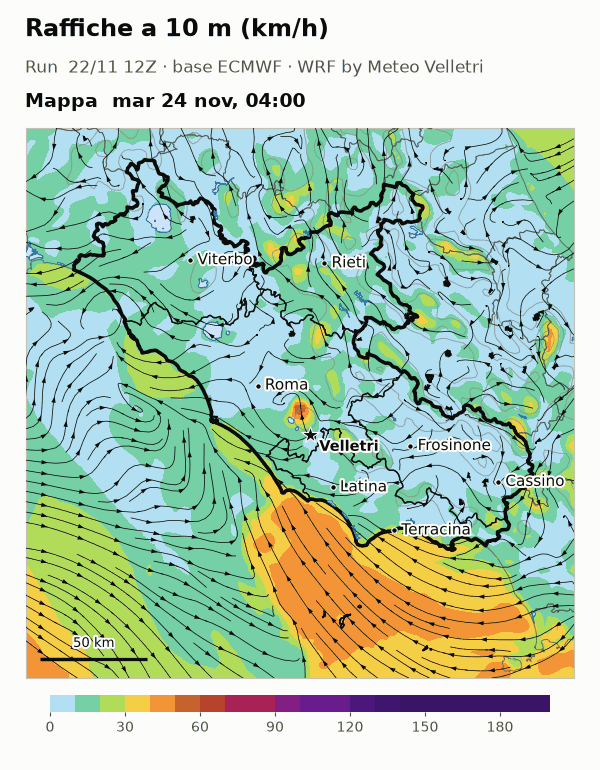 Raffiche a 10 m (km/h)
Run  22/11 12Z · base ECMWF · WRF by Meteo Velletri
Mappa  mar 24 nov, 04:00
Viterbo
Rieti
Roma
Velletri
Frosinone
Latina
Cassino
Terracina
50 km
0 30 60 90 120 150 180